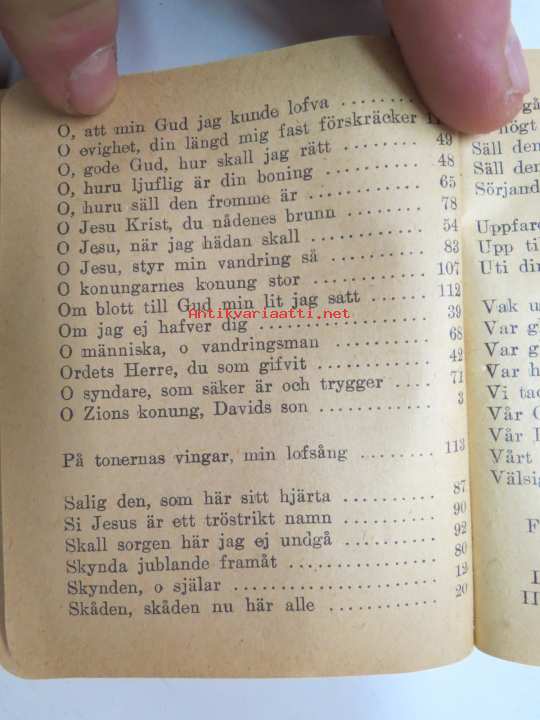 O, att min Gud jag kunde lofva ........
O evighet, din längd mig fast förskräcker
O, gode Gud, hur skall jag rätt ........ 49
O, huru ljuflig är din boning .......... 48
O, huru säll den fromme är ............ 65
O Jesu Krist, du nådenes brunn ........ 78
O Jesu, när jag hädan skall ............ 54
O Jesu, styr min vandring så .......... 83
O konungarnes konung stor ............ 107
Om blott till Gud min lit jag satt ...... 112
Om jag ej hafver dig .................. 39
O människa, o vandringsman .......... 68
Ordets Herre, du som gifvit ............ 42
O syndare, som säker är och trygger .... 71
O Zions konung, Davids son ............ 3
På tonernas vingar, min lofsång ........ 113
Salig den, som här sitt hjärta .......... 87
Si Jesus är ett tröstrikt namn .......... 90
Skall sorgen här jag ej undgå .......... 92
Skynda jublande framåt .............. 80
Skynden, o själar .................... 12
Skåden, skåden nu här alle ............ 20
högt
Säll den
Säll den
Sörjand
Uppfare
Upp til
Uti din
Vak u
Var g
Var g
Var h
Vi tac
Vår G
Vår
Vårt
Välsig
Antikvariaatti.net